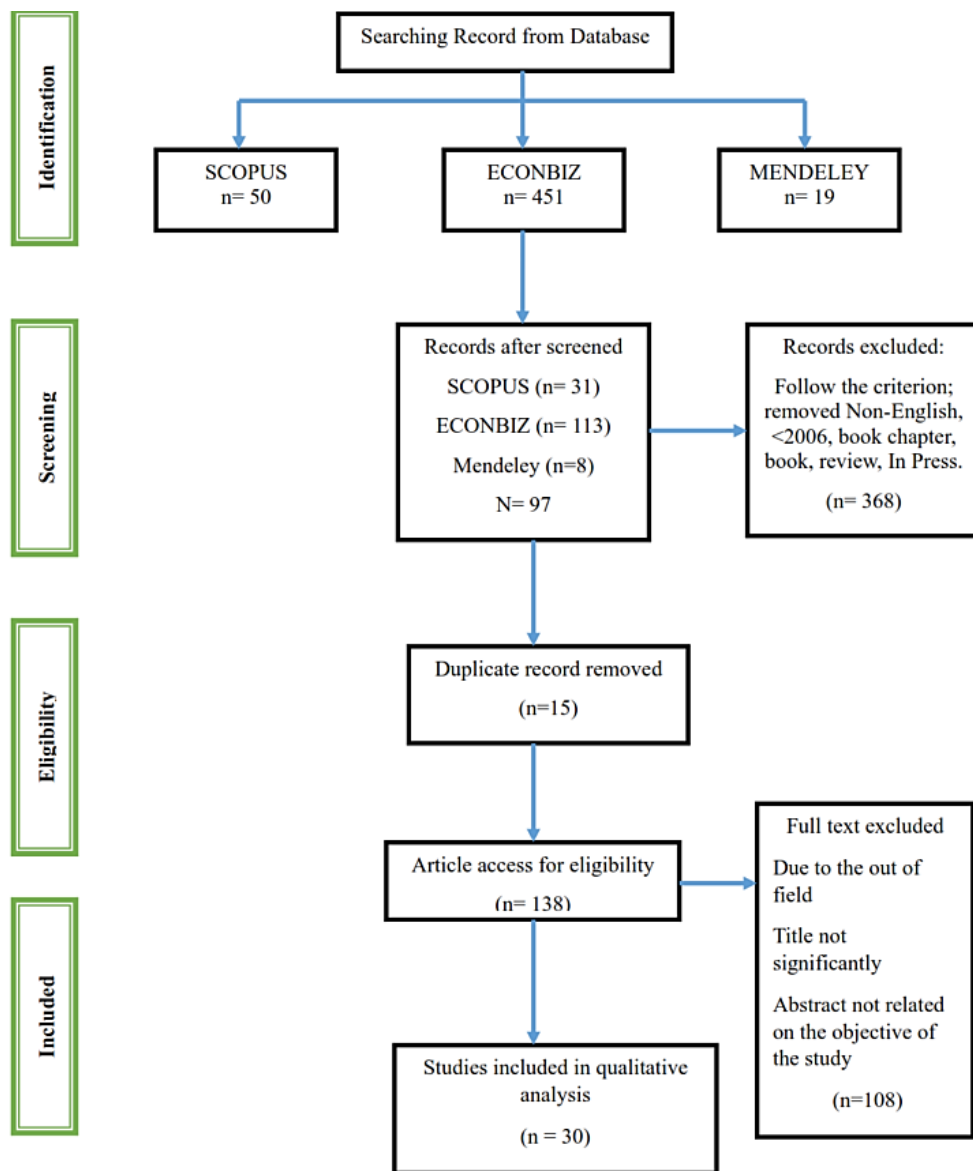 Identification
Searching Record from Database
SCOPUS
n= 50
ECONBIZ
n= 451
MENDELEY
n= 19
Screening
Records after screened
SCOPUS (n= 31)
ECONBIZ (n= 113)
Mendeley (n=8)
N= 97
Records excluded:
Follow the criterion;
removed Non-English,
<2006, book chapter,
book, review, In Press.
(n= 368)
Eligibility
Duplicate record removed
(n=15)
Article access for eligibility
(n= 138)
Full text excluded
Due to the out of
field
Title not
significantly
Abstract not related
on the objective of
the study
(n=108)
Included
Studies included in qualitative
analysis
(n = 30)